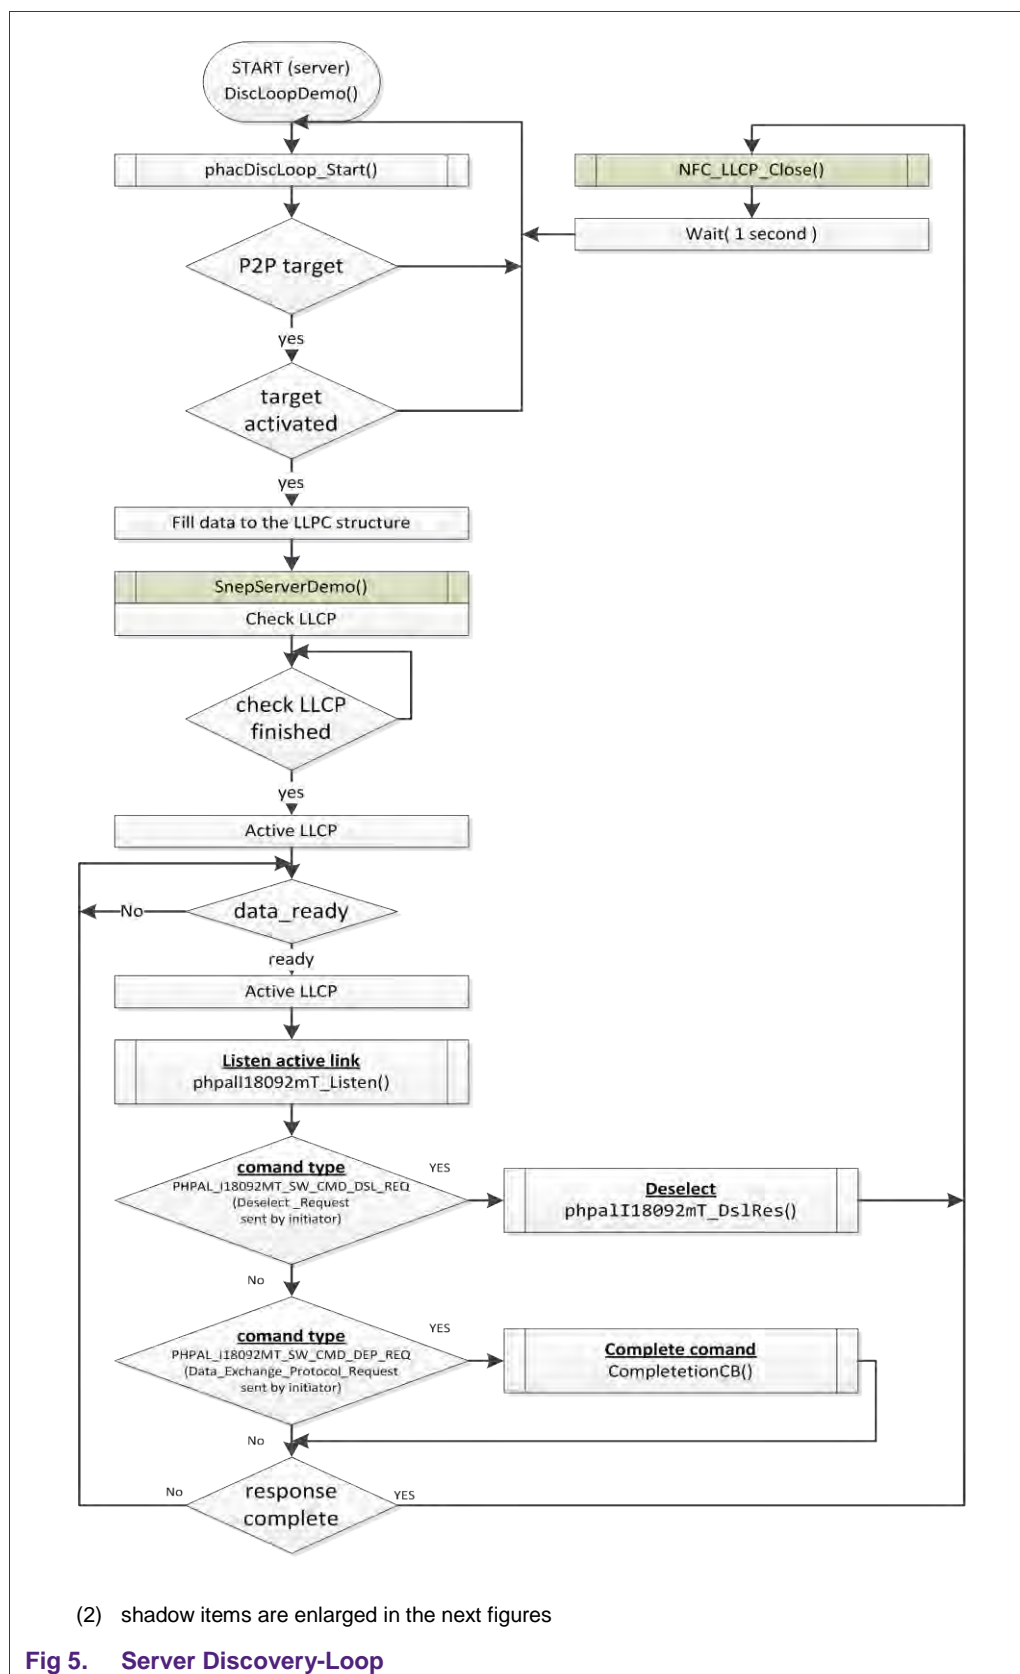 START (server)
DiscLoopDemo()
phacDiscLoop_Start()
NFC_LLCP_Close()
Wait( 1 second )
P2P target
yes
target
activated
yes
Fill data to the LLPC structure
SnepServerDemo()
Check LLCP
check LLCP
finished
yes
Active LLCP
No
data_ready
ready
Active LLCP
Listen active link
phpalI18092mT_Listen()
comand type
PHPAL_I18092MT_SW_CMD_DSL_REQ
(Deselect _Request
sent by initiator)
YES
Deselect
phpalI18092mT_DslRes()
No
comand type
PHPAL_I18092MT_SW_CMD_DEP_REQ
(Data_Exchange_Protocol_Request
sent by initiator)
YES
Complete comand
CompletetionCB()
No
No
response
complete
YES
(2) shadow items are enlarged in the next figures
Fig 5. Server Discovery-Loop